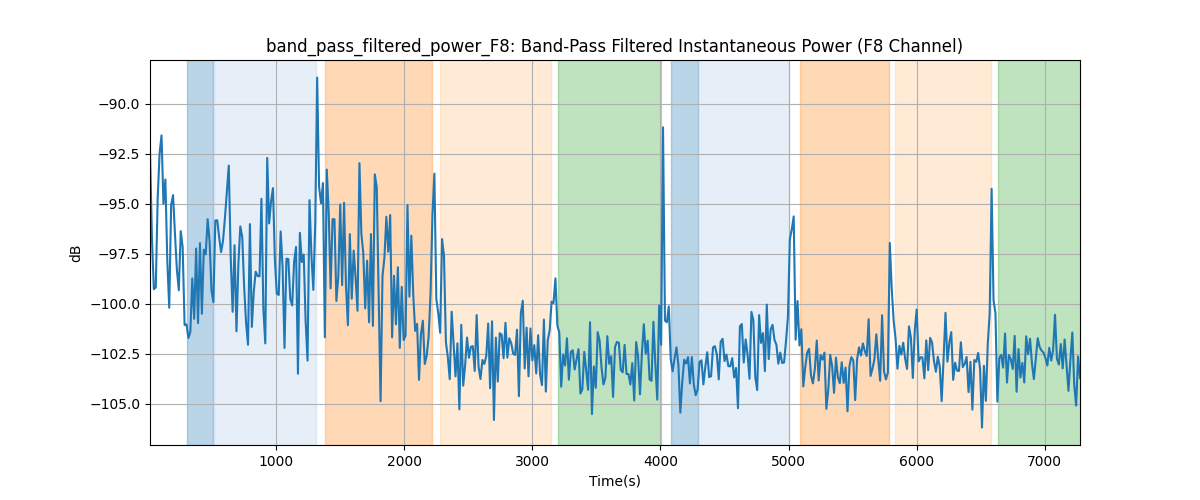 band_pass_filtered_power_F8: Band-Pass Filtered Instantaneous Power (F8 Channel)
−90.0
−92.5
−95.0
−97.5
−100.0
−102.5
−105.0
dB
1000 2000 3000 4000 5000 6000 7000
Time(s)